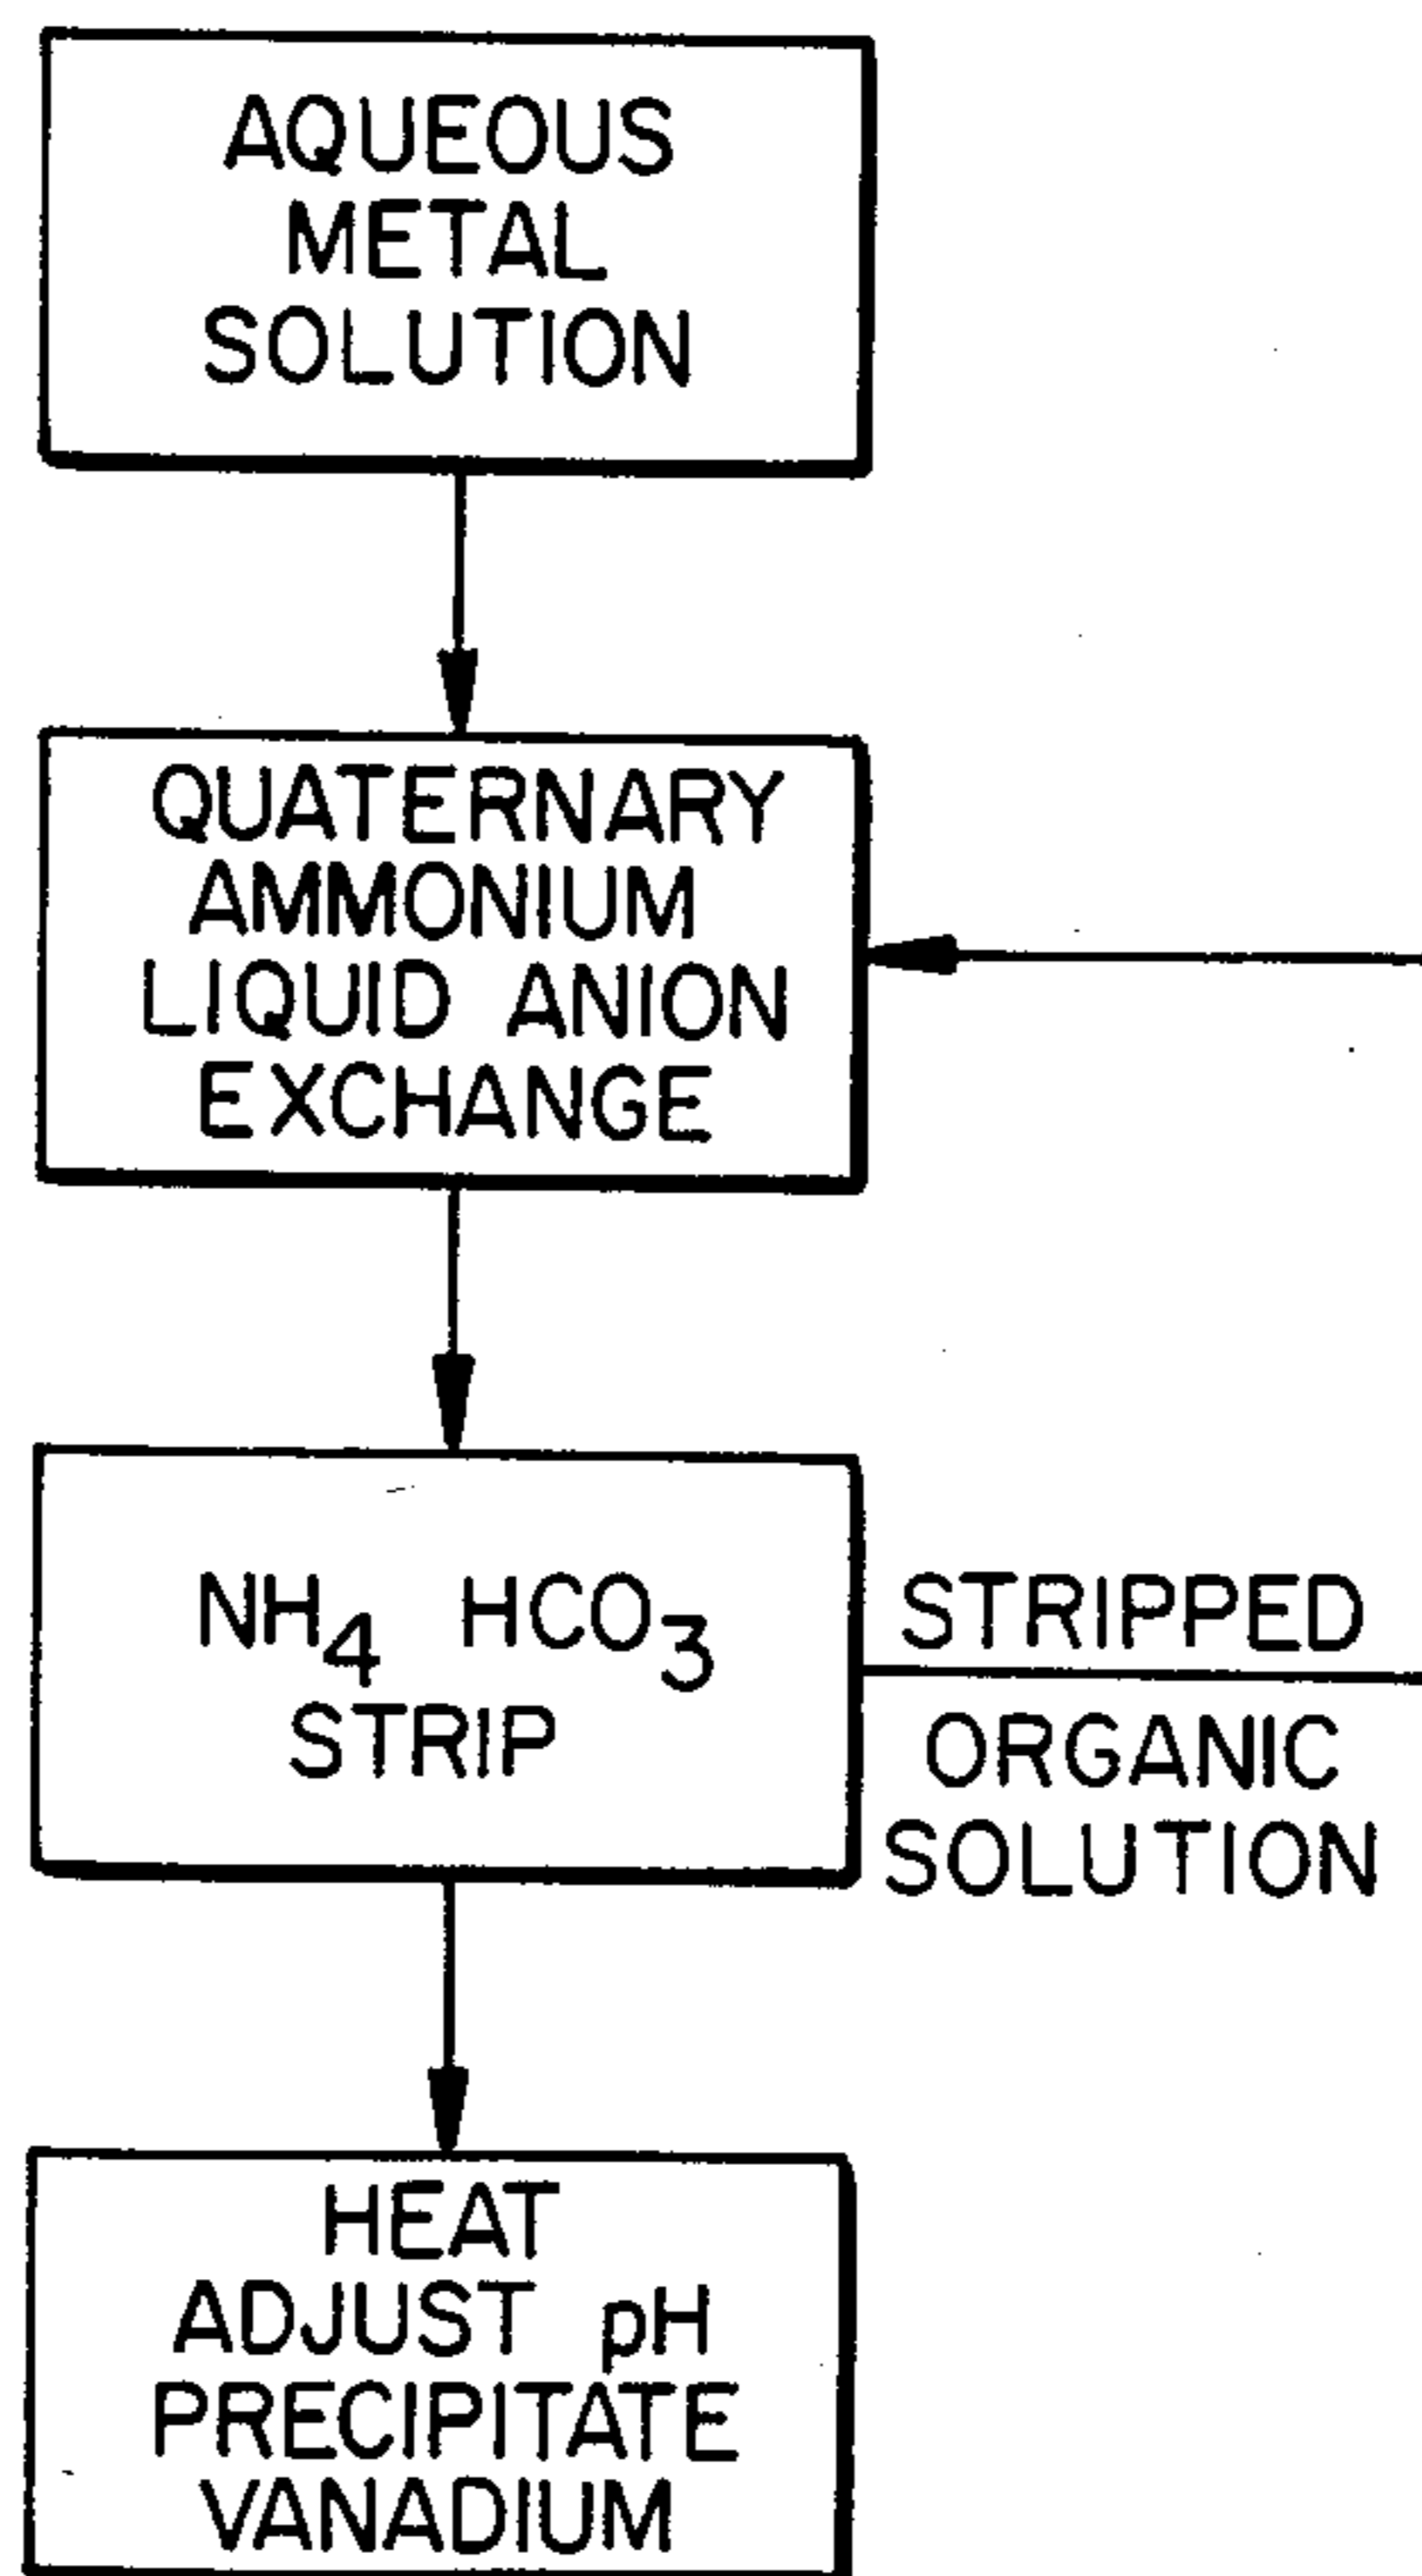 AQUEOUS
METAL
SOLUTION
QUATERNARY
AMMONIUM
LIQUID ANION
EXCHANGE
NH₄ HCO₃
STRIP
STRIPPED
ORGANIC
SOLUTION
HEAT
ADJUST pH
PRECIPITATE
VANADIUM